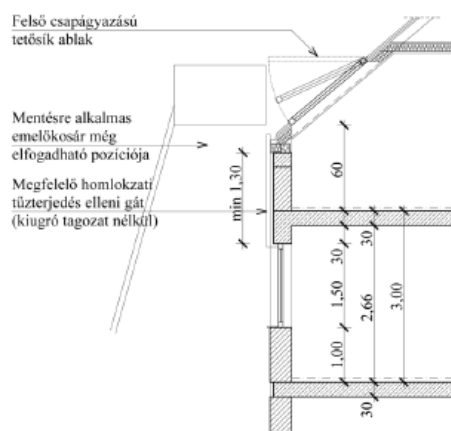 Felső csapágyazású
tetősík ablak
Mentésre alkalmas
emelőkosár még
elfogadható pozíciója
Megfelelő homlokzati
tűzterjedés elleni gát
(kiugró tagozat nélkül)
min 1,30
60
30
30
1,50
2,66
3,00
1,00
30